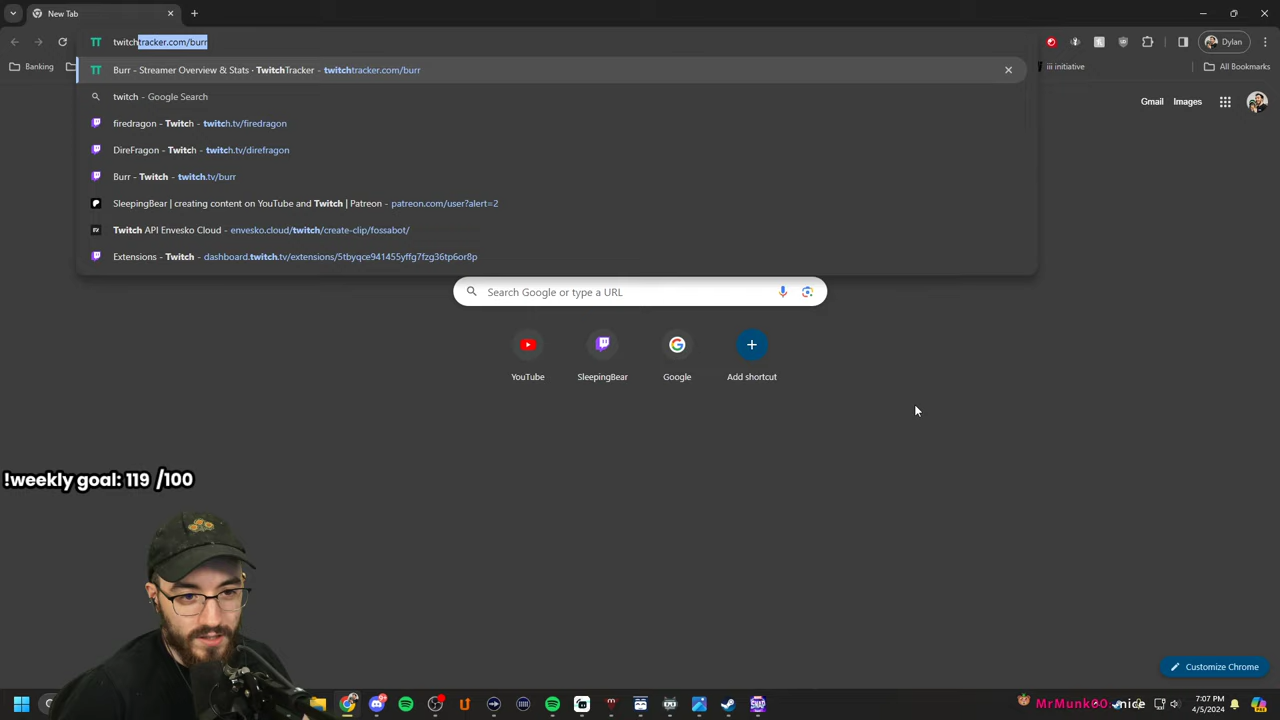 New Tab
twitchtracker.com/burr
Dylan
Burr - Streamer Overview & Stats · TwitchTracker - twitchtracker.com/burr
Banking
iii initiative
All Bookmarks
twitch - Google Search
Gmail Images
firedragon - Twitch - twitch.tv/firedragon
DireFragon - Twitch - twitch.tv/direfragon
Burr - Twitch - twitch.tv/burr
SleepingBear | creating content on YouTube and Twitch | Patreon - patreon.com/user?alert=2
Twitch API Envesko Cloud - envesko.cloud/twitch/create-clip/fossabot/
Extensions - Twitch - dashboard.twitch.tv/extensions/5tbyqce941455yffg7fzg36tp6or8p
Search Google or type a URL
YouTube
SleepingBear
Google
Add shortcut
!weekly goal: 119 /100
Customize Chrome
MrMunk00: nice
7:07 PM
4/5/2024